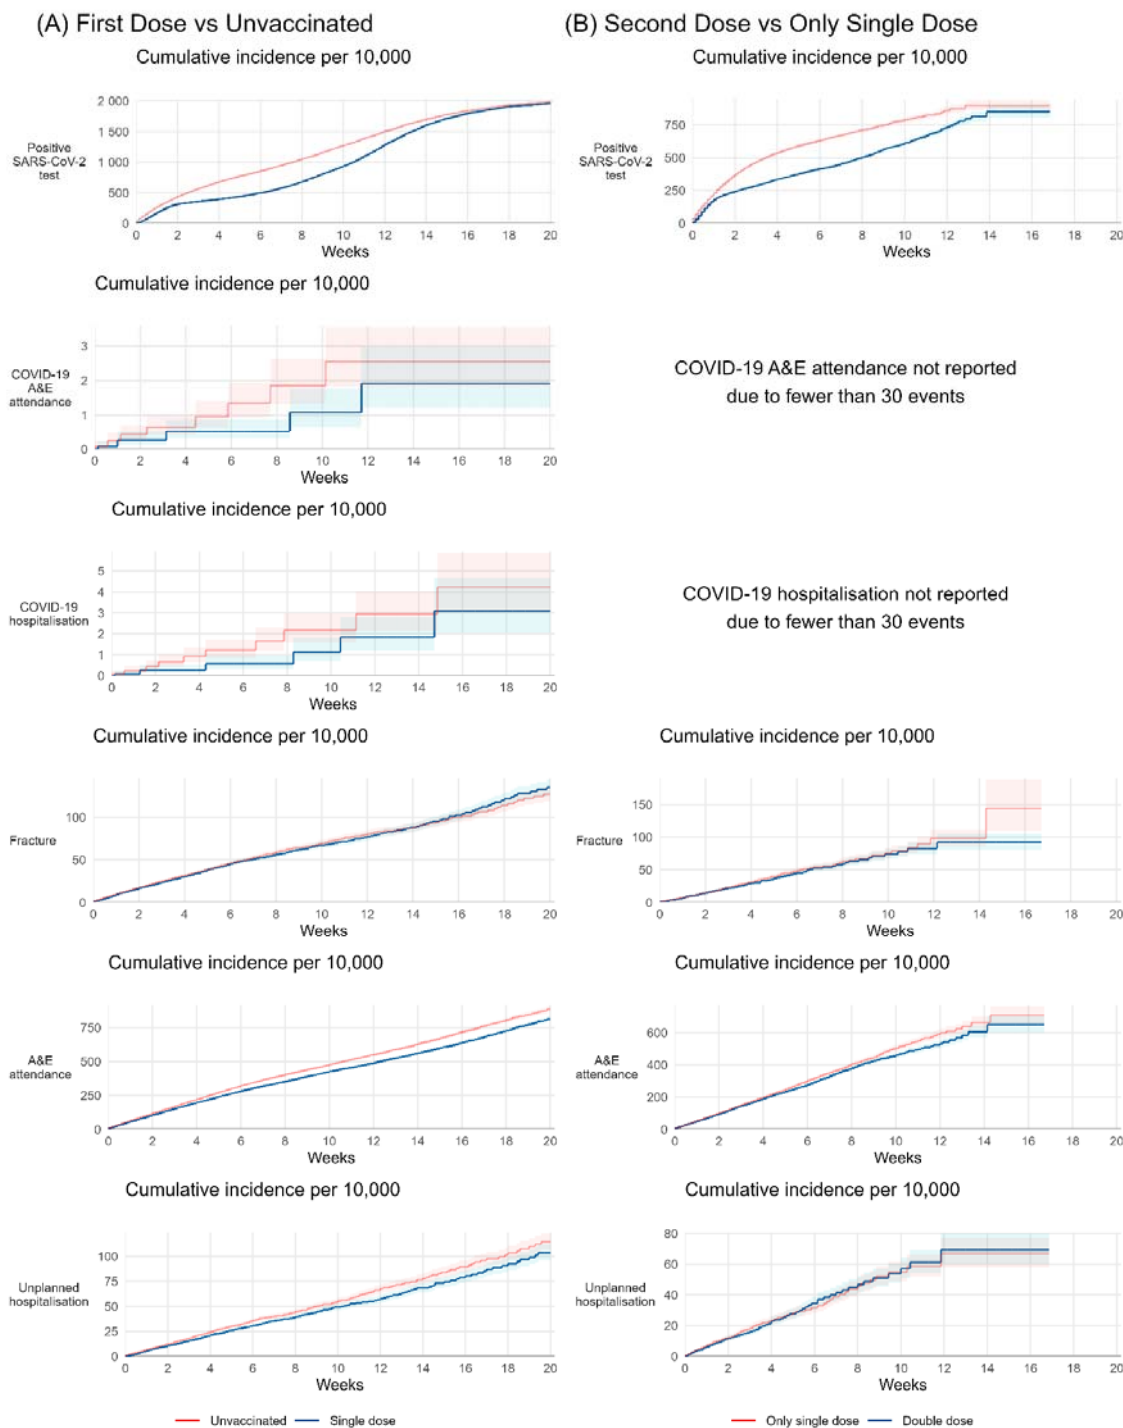 (A) First Dose vs Unvaccinated
(B) Second Dose vs Only Single Dose
Cumulative incidence per 10,000
Cumulative incidence per 10,000
2 000
1 500
1 000
500
0
Positive
SARS-CoV-2
test
0 2 4 6 8 10 12 14 16 18 20
Weeks
750
500
250
0
Positive
SARS-CoV-2
test
0 2 4 6 8 10 12 14 16 18 20
Weeks
Cumulative incidence per 10,000
3
2
1
0
COVID-19
A&E
attendance
0 2 4 6 8 10 12 14 16 18 20
Weeks
COVID-19 A&E attendance not reported
due to fewer than 30 events
Cumulative incidence per 10,000
5
4
3
2
1
0
COVID-19
hospitalisation
0 2 4 6 8 10 12 14 16 18 20
Weeks
COVID-19 hospitalisation not reported
due to fewer than 30 events
Cumulative incidence per 10,000
Cumulative incidence per 10,000
100
50
0
Fracture
0 2 4 6 8 10 12 14 16 18 20
Weeks
150
100
50
0
Fracture
0 2 4 6 8 10 12 14 16 18 20
Weeks
Cumulative incidence per 10,000
Cumulative incidence per 10,000
750
500
250
0
A&E
attendance
0 2 4 6 8 10 12 14 16 18 20
Weeks
600
400
200
0
A&E
attendance
0 2 4 6 8 10 12 14 16 18 20
Weeks
Cumulative incidence per 10,000
Cumulative incidence per 10,000
100
75
50
25
0
Unplanned
hospitalisation
0 2 4 6 8 10 12 14 16 18 20
Weeks
80
60
40
20
0
Unplanned
hospitalisation
0 2 4 6 8 10 12 14 16 18 20
Weeks
Unvaccinated Single dose
Only single dose Double dose